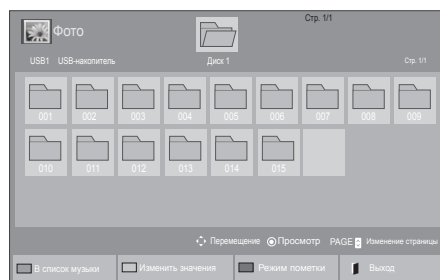 Стр. 1/1
Фото
USB1 USB-накопитель Диск 1 Стр. 1/1
001 002 003 004 005 006 007 008 009
010 011 012 013 014 015
Перемещение Просмотр PAGE Изменение страницы
В список музыки Изменить значения Режим пометки Выход